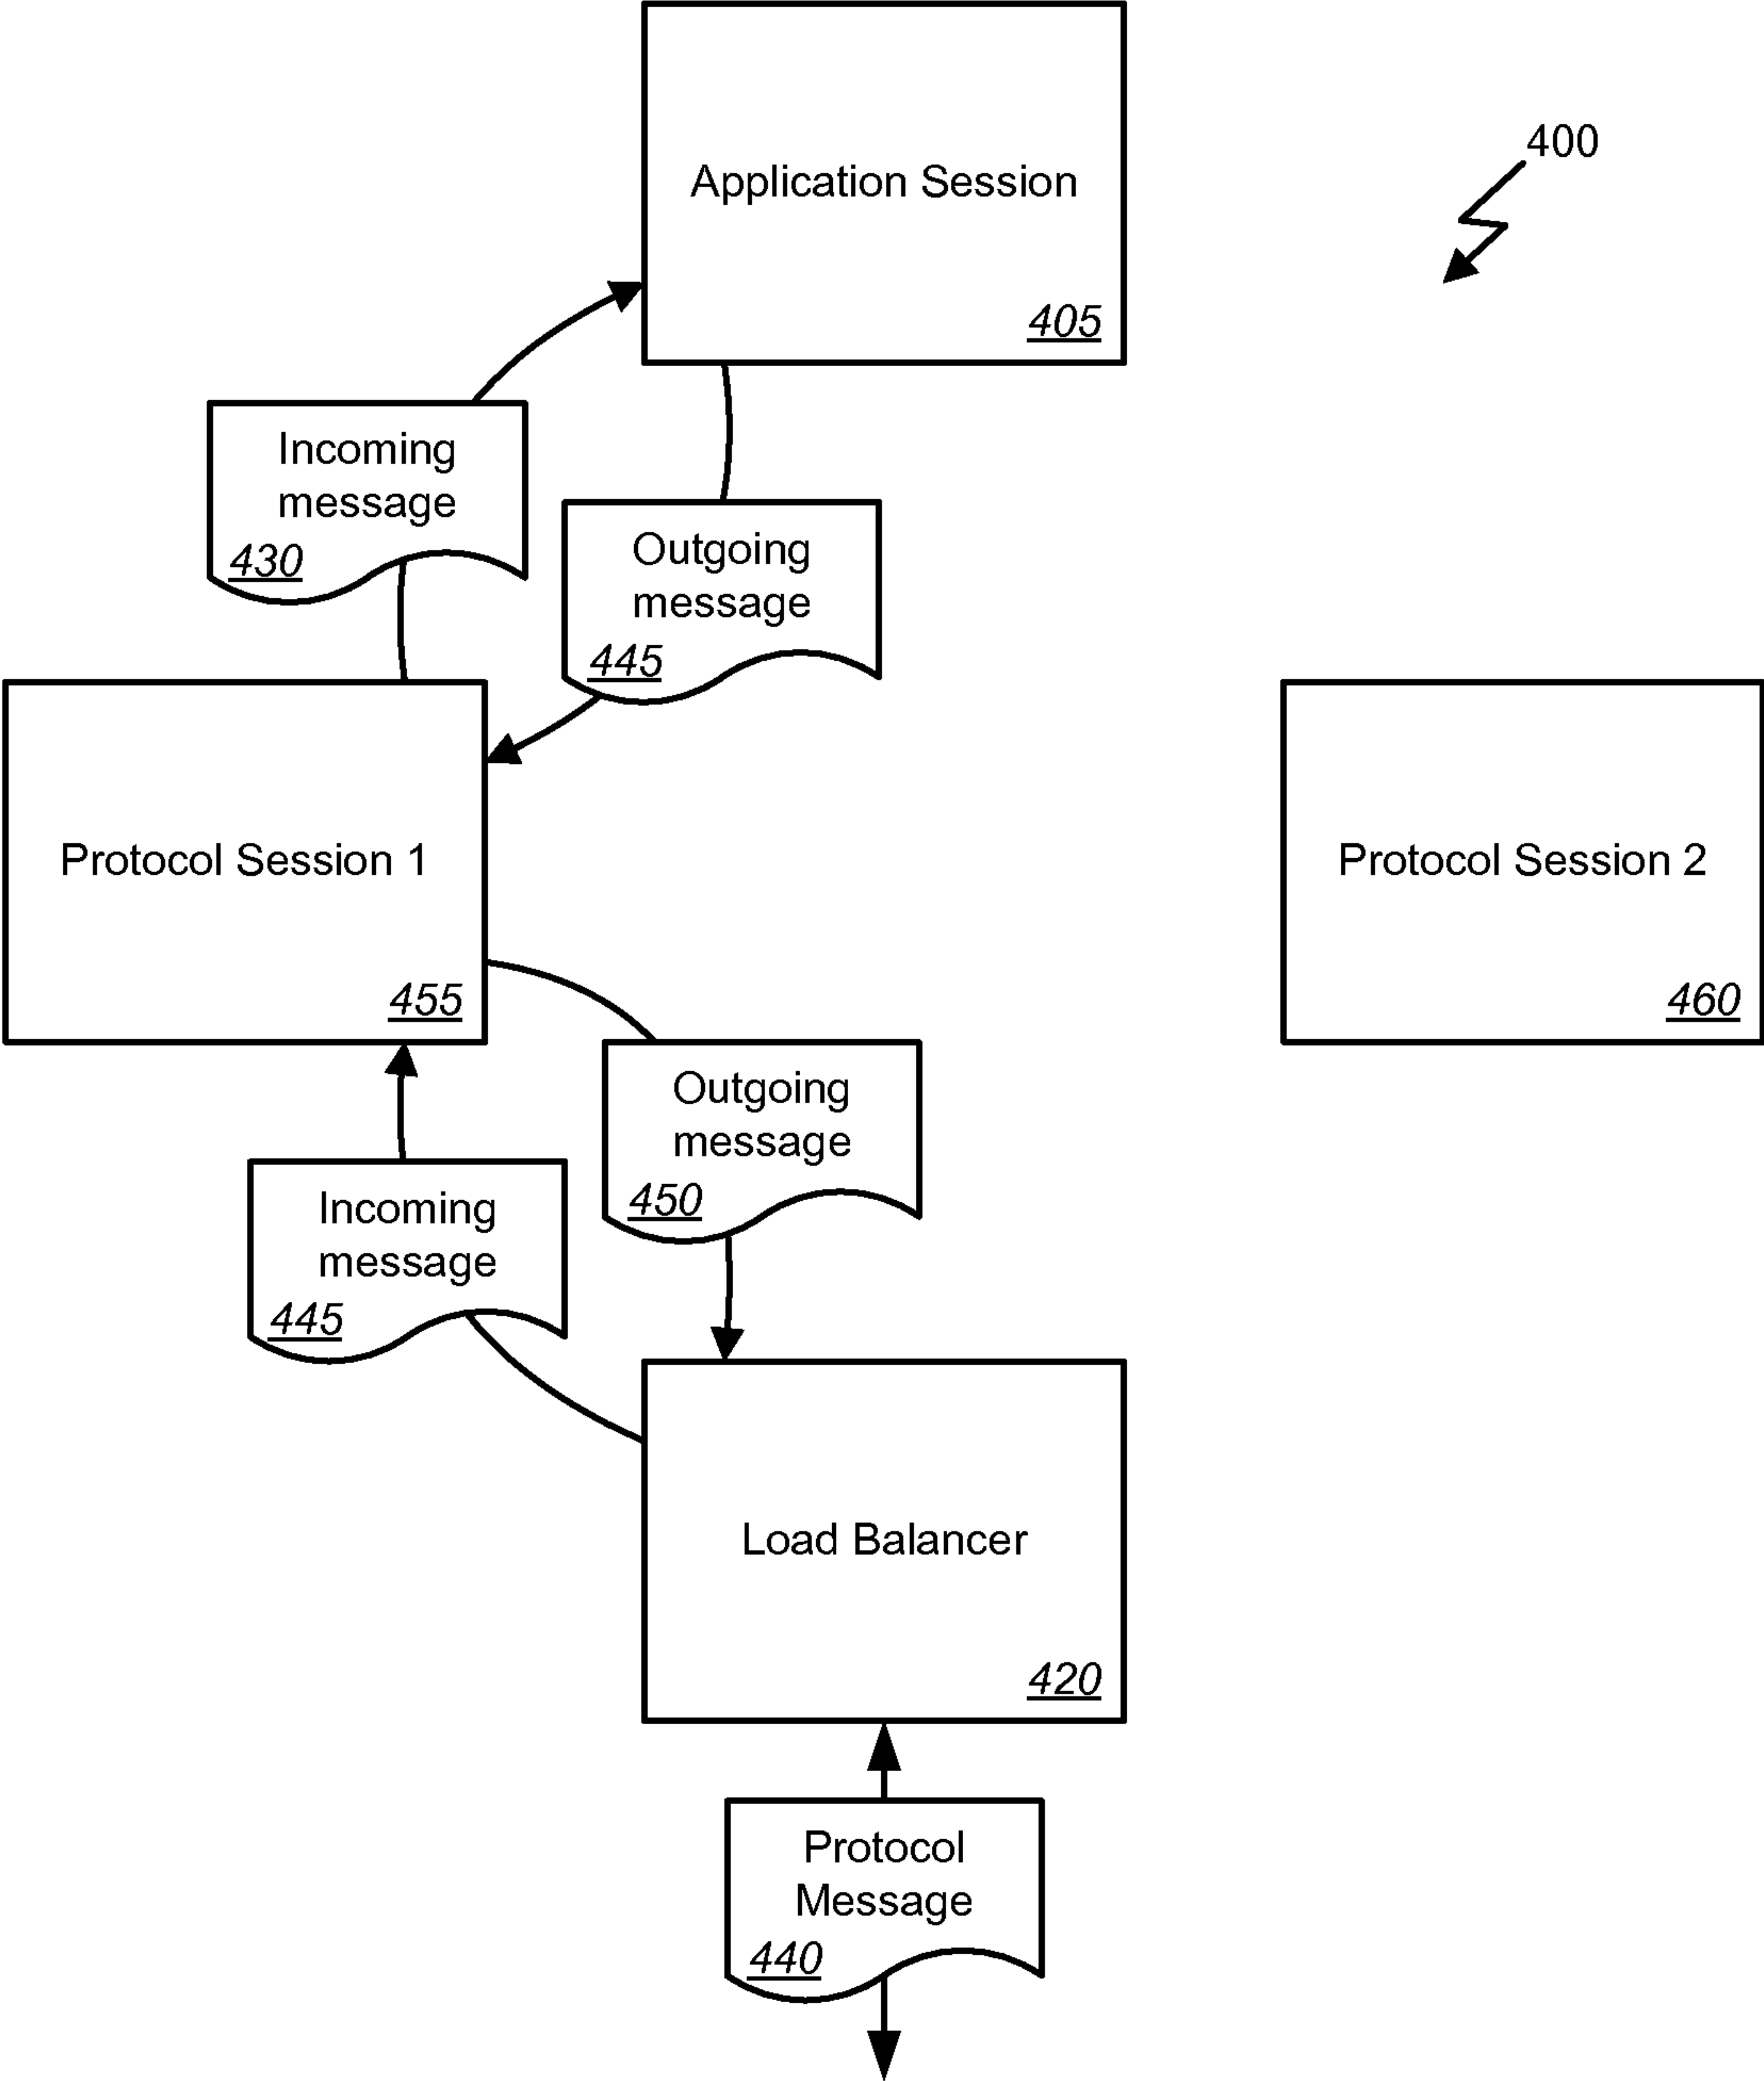 400
Application Session
405
Incoming
message
430
Outgoing
message
445
Protocol Session 1
455
Protocol Session 2
460
Outgoing
message
450
Incoming
message
445
Load Balancer
420
Protocol
Message
440